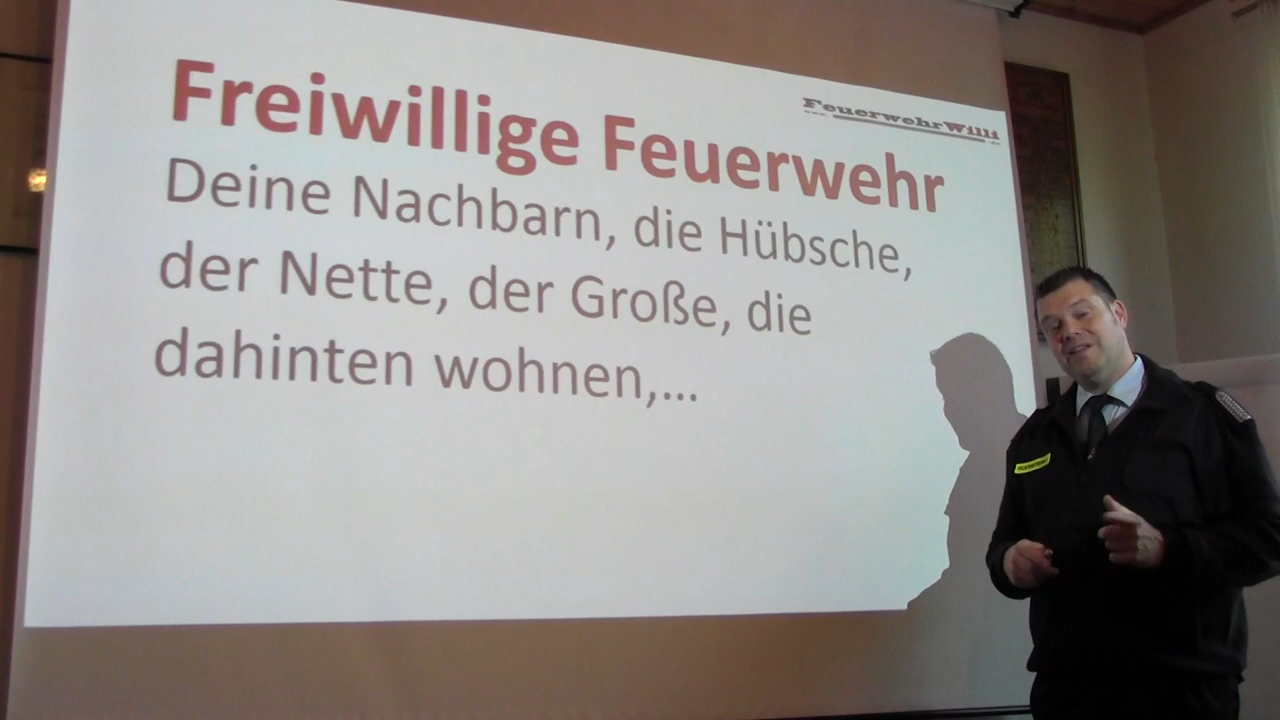 Freiwillige Feuerwehr
Deine Nachbarn, die Hübsche,
der Nette, der Große, die
dahinten wohnen,...
FeuerwehrWilli